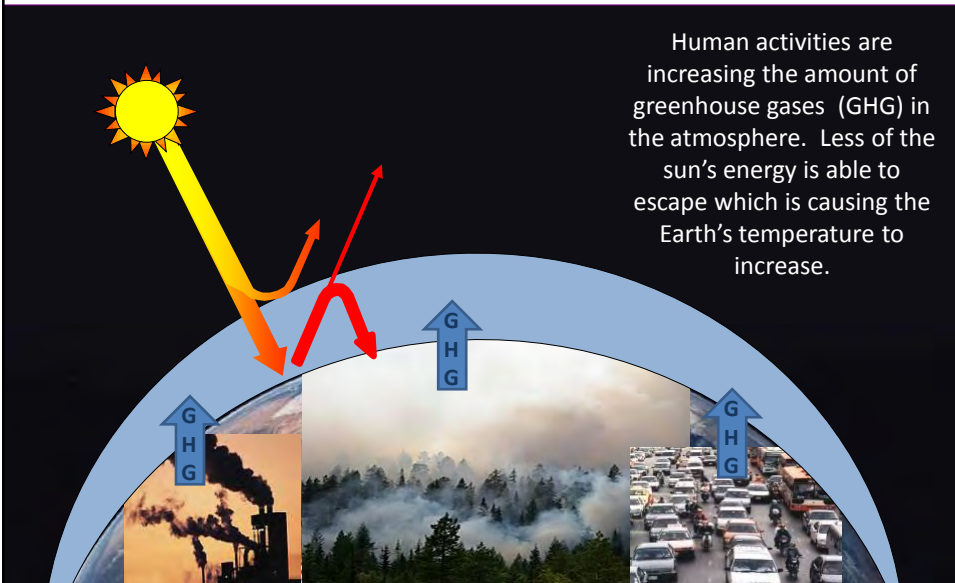 Human activities are
increasing the amount of
greenhouse gases  (GHG) in
the atmosphere.  Less of the
sun’s energy is able to
escape which is causing the
Earth’s temperature to
increase.
G
H
G
G
H
G
G
H
G